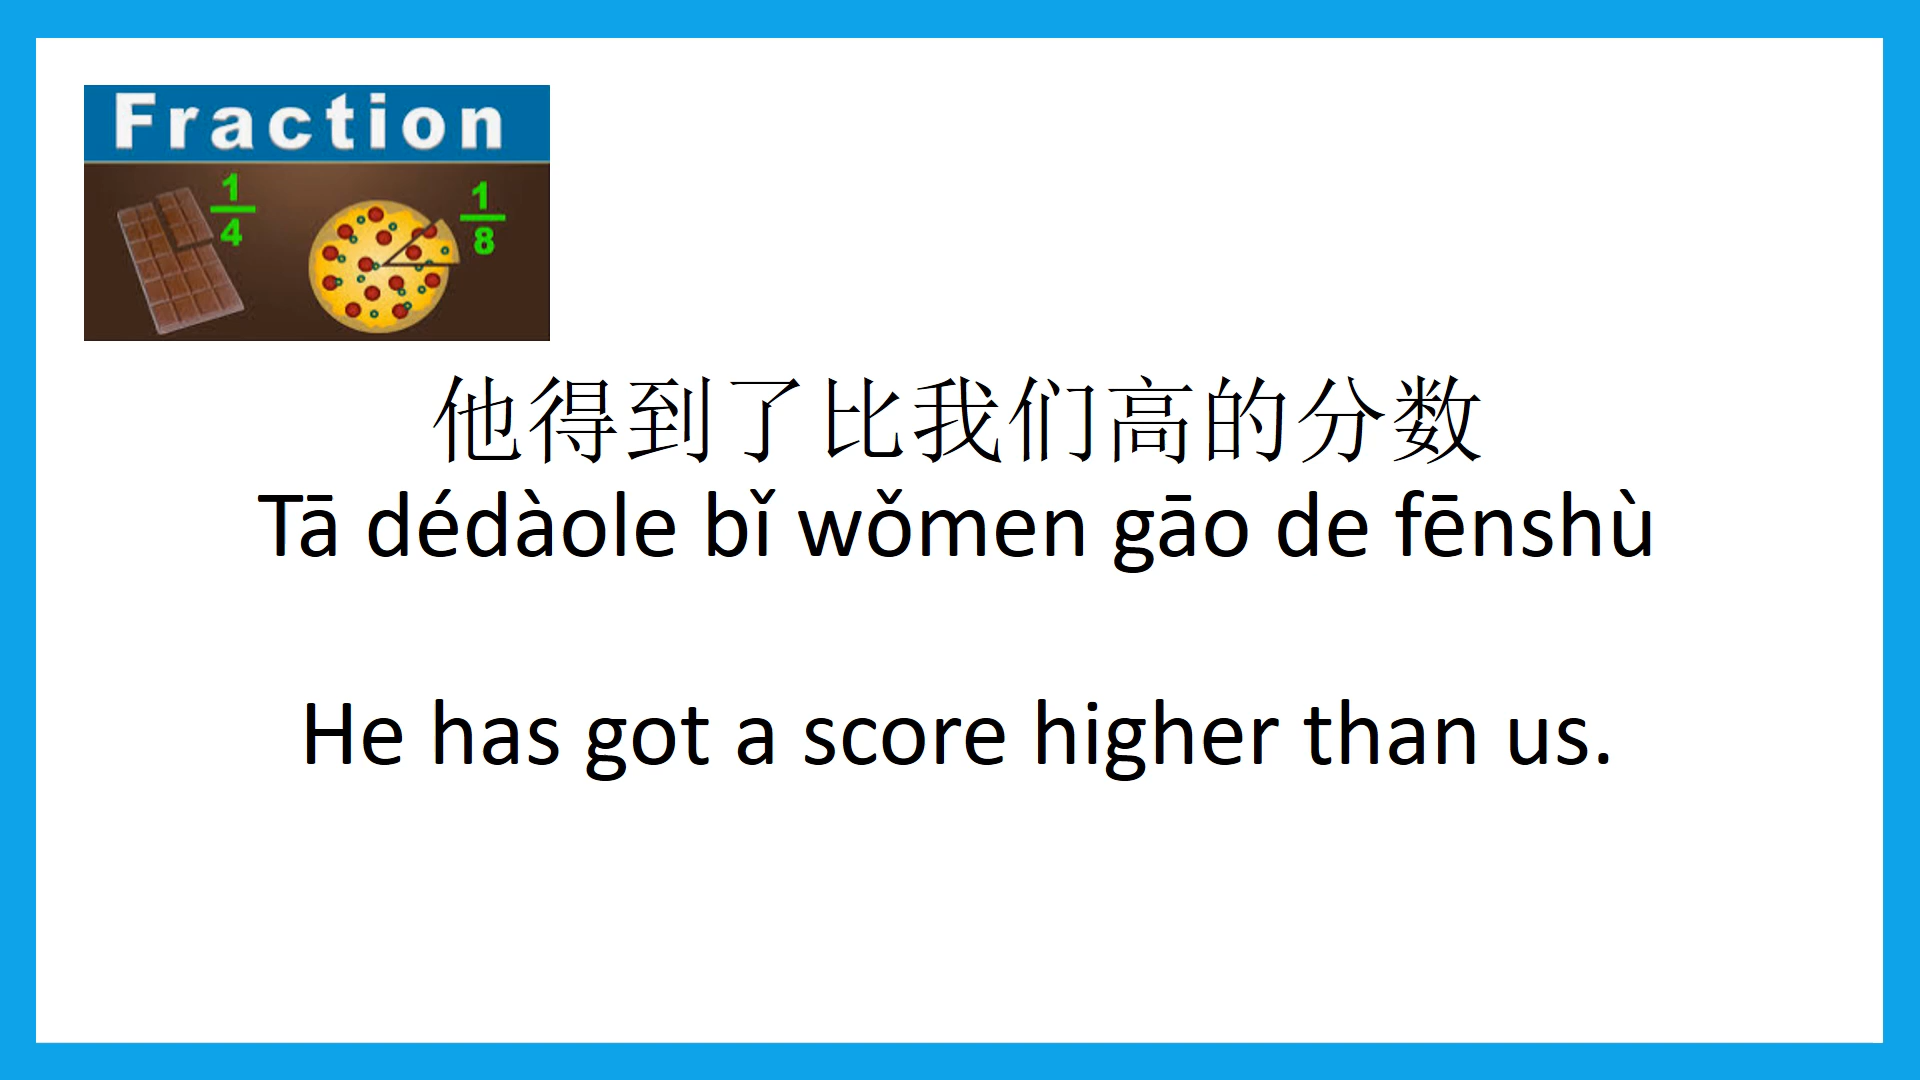 Fraction
1
4
1
8
他得到了比我们高的分数
Tā dédàole bǐ wǒmen gāo de fēnshù
He has got a score higher than us.